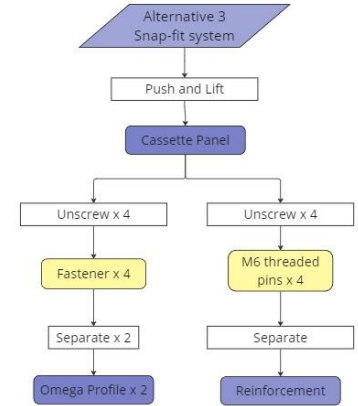 Alternative 3
Snap-fit system
Push and Lift
Cassette Panel
Unscrew x 4
Unscrew x 4
Fastener x 4
M6 threaded
pins x 4
Separate x 2
Separate
Omega Profile x 2
Reinforcement